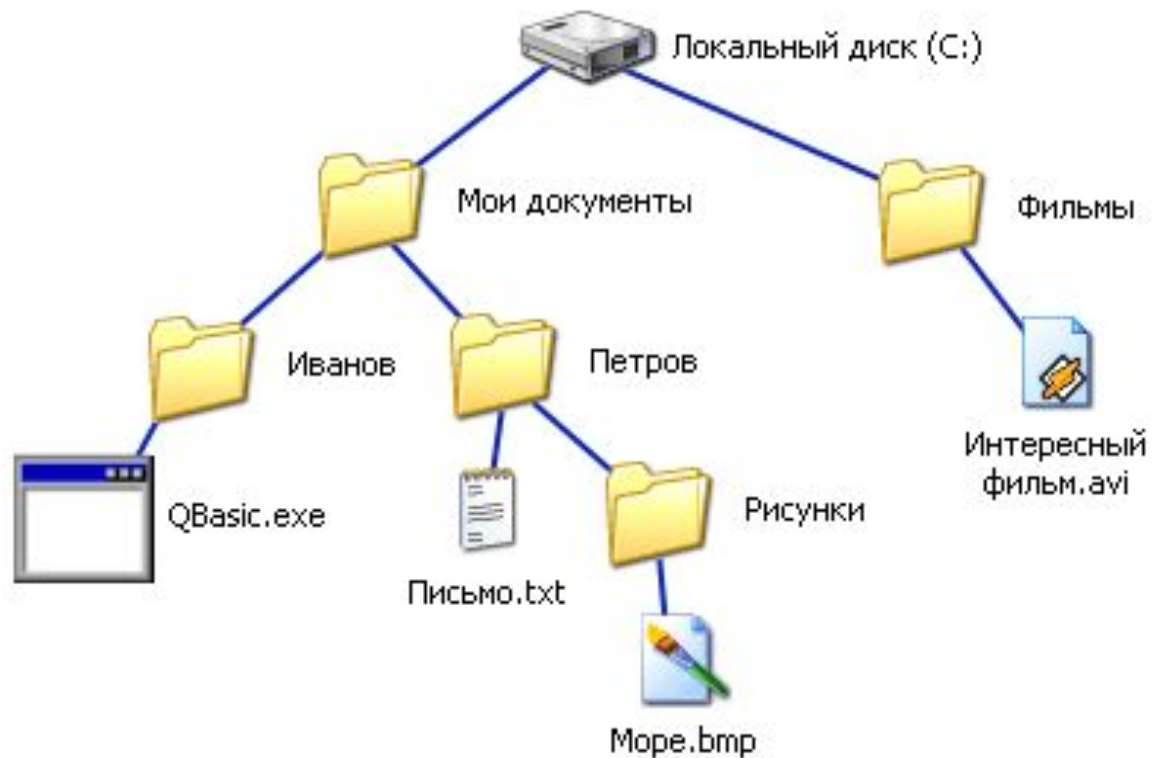 Локальный диск (C:)
Мои документы
Фильмы
Иванов
Петров
Интересный
фильм.avi
QBasic.exe
Рисунки
Письмо.txt
Море.bmp